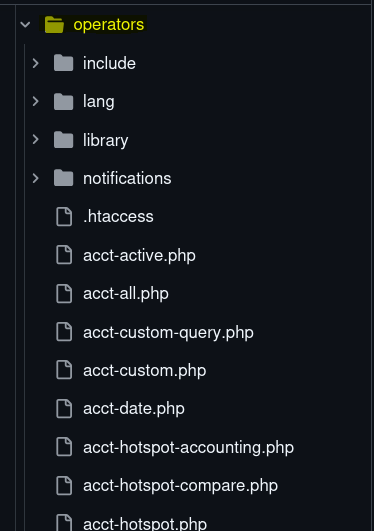 operators
include
lang
library
notifications
.htaccess
acct-active.php
acct-all.php
acct-custom-query.php
acct-custom.php
acct-date.php
acct-hotspot-accounting.php
acct-hotspot-compare.php
acct-hotspot.php